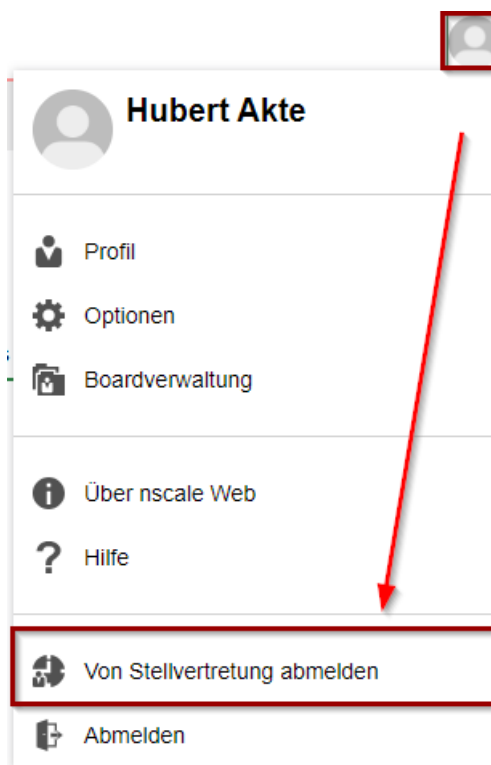 Hubert Akte
Profil
Optionen
Boardverwaltung
Über nscale Web
Hilfe
Von Stellvertretung abmelden
Abmelden